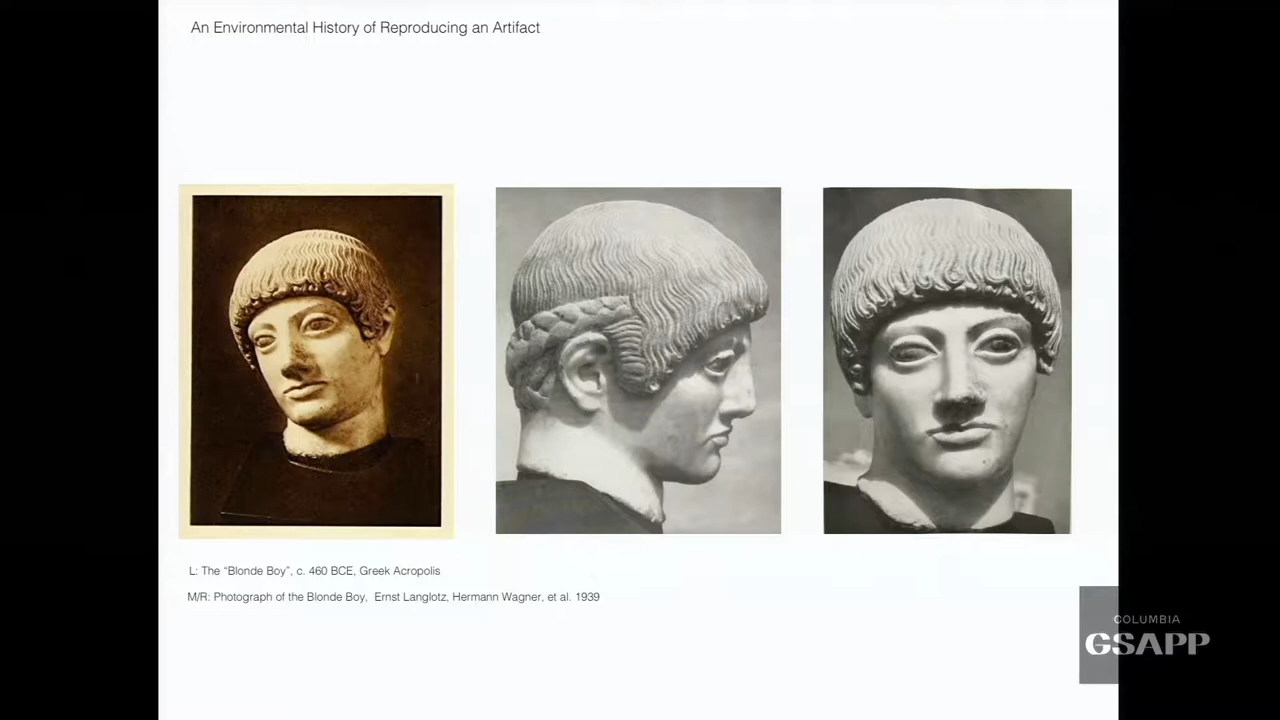 An Environmental History of Reproducing an Artifact
L: The “Blonde Boy”, c. 460 BCE, Greek Acropolis
M/R: Photograph of the Blonde Boy, Ernst Langlotz, Hermann Wagner, et al. 1939
COLUMBIA
GSAPP